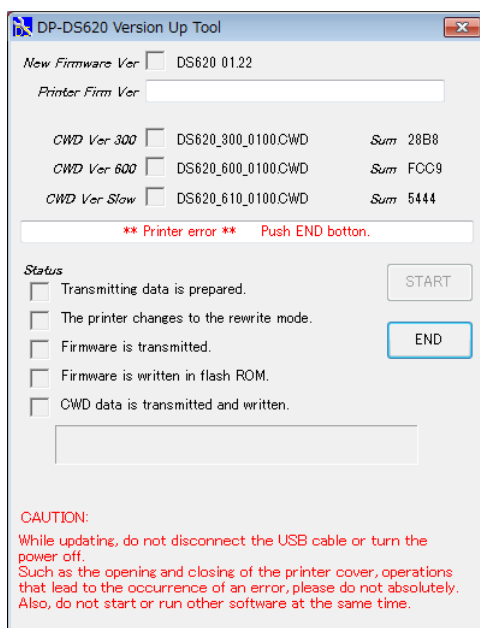 DP-DS620 Version Up Tool
New Firmware Ver DS620 01.22
Printer Firm Ver
CWD Ver 300 DS620_300_0100.CWD Sum 28B8
CWD Ver 600 DS620_600_0100.CWD Sum FCC9
CWD Ver Slow DS620_610_0100.CWD Sum 5444
** Printer error ** Push END botton.
Status
Transmitting data is prepared.
START
The printer changes to the rewrite mode.
END
Firmware is transmitted.
Firmware is written in flash ROM.
CWD data is transmitted and written.
CAUTION:
While updating, do not disconnect the USB cable or turn the
power off.
Such as the opening and closing of the printer cover, operations
that lead to the occurrence of an error, please do not absolutely.
Also, do not start or run other software at the same time.